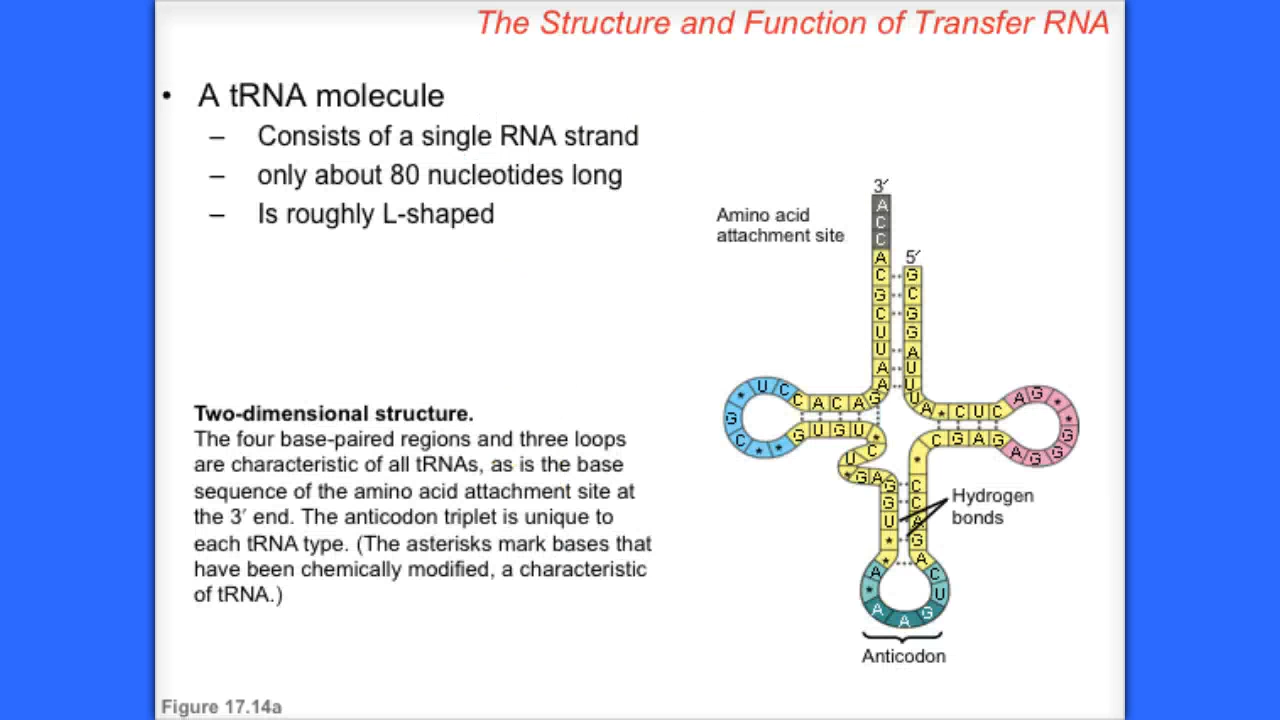 The Structure and Function of Transfer RNA
• A tRNA molecule
– Consists of a single RNA strand
– only about 80 nucleotides long
– Is roughly L-shaped
Two-dimensional structure.
The four base-paired regions and three loops
are characteristic of all tRNAs, as is the base
sequence of the amino acid attachment site at
the 3′ end. The anticodon triplet is unique to
each tRNA type. (The asterisks mark bases that
have been chemically modified, a characteristic
of tRNA.)
3′
Amino acid
attachment site
A
C
C
A
C
G
C
U
U
A
A
G
5′
G
C
G
G
A
U
U
U
A * C U C
A G * * G G G A
C G A G
* U C
C A C A
G C * *
G U G U *
C
U
* G A G
*
C
C
A
G
A
G
U
*
*
Hydrogen
bonds
A * A A G U C
Anticodon
Figure 17.14a